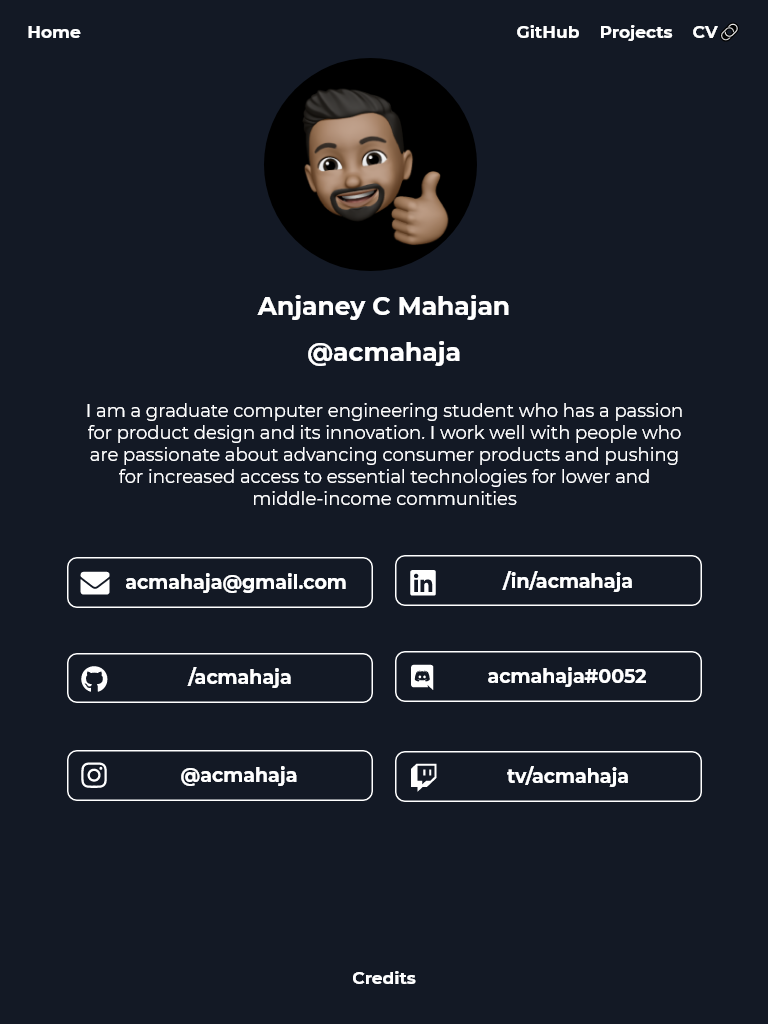 Home
GitHub Projects CV
Anjaney C Mahajan
@acmahaja
I am a graduate computer engineering student who has a passion
for product design and its innovation. I work well with people who
are passionate about advancing consumer products and pushing
for increased access to essential technologies for lower and
middle-income communities
acmahaja@gmail.com
/in/acmahaja
/acmahaja
acmahaja#0052
@acmahaja
tv/acmahaja
Credits